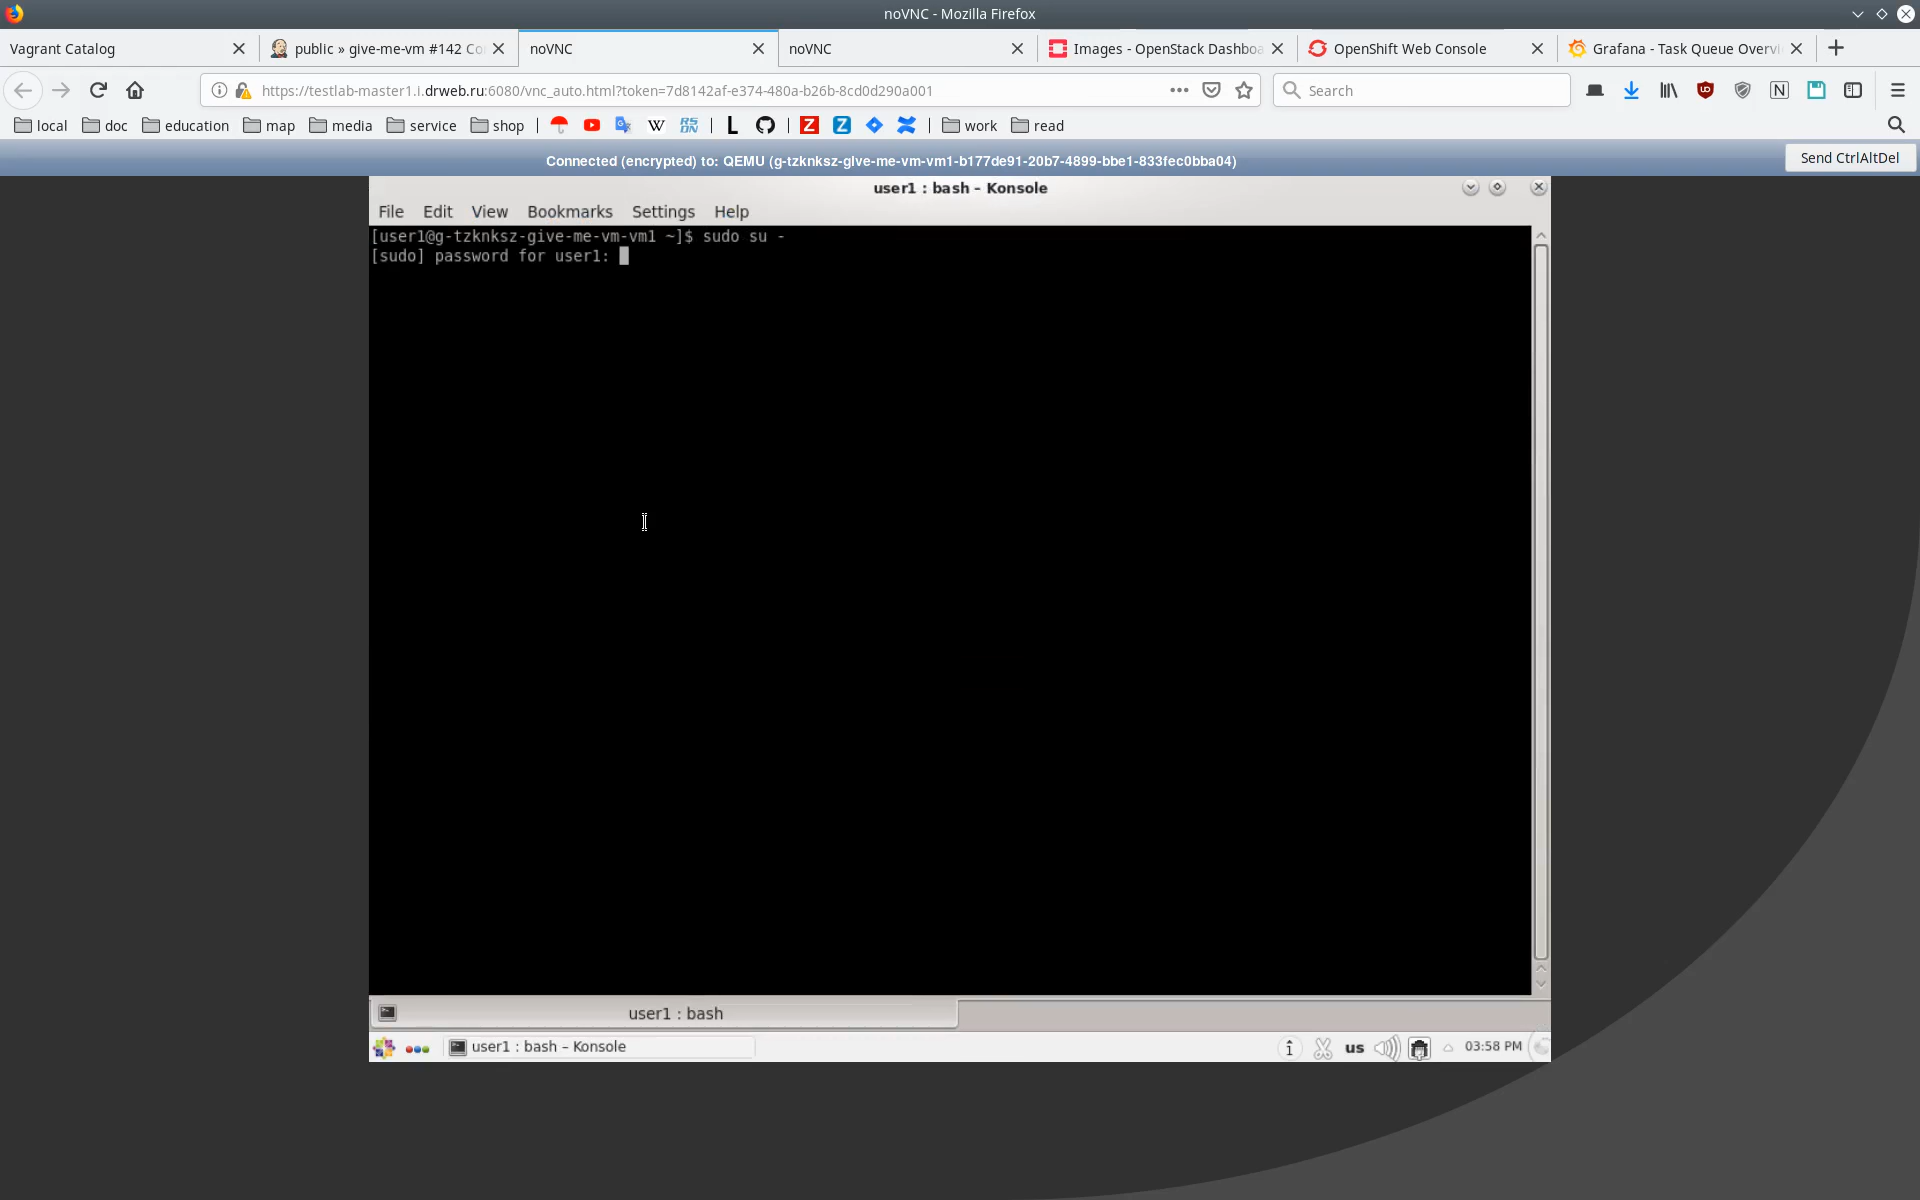 noVNC - Mozilla Firefox
Vagrant Catalog
public » give-me-vm #142 Co
noVNC
noVNC
Images - OpenStack Dashboa
OpenShift Web Console
Grafana - Task Queue Overvi
https://testlab-master1.i.drweb.ru:6080/vnc_auto.html?token=7d8142af-e374-480a-b26b-8cd0d290a001
Search
local doc education map media service shop W L Z Z work read
Connected (encrypted) to: QEMU (g-tzknksz-give-me-vm-vm1-b177de91-20b7-4899-bbe1-833fec0bba04)
Send CtrlAltDel
user1 : bash – Konsole
File Edit View Bookmarks Settings Help
[user1@g-tzknksz-give-me-vm-vm1 ~]$ sudo su -
[sudo] password for user1:
user1 : bash
user1 : bash – Konsole
us
03:58 PM